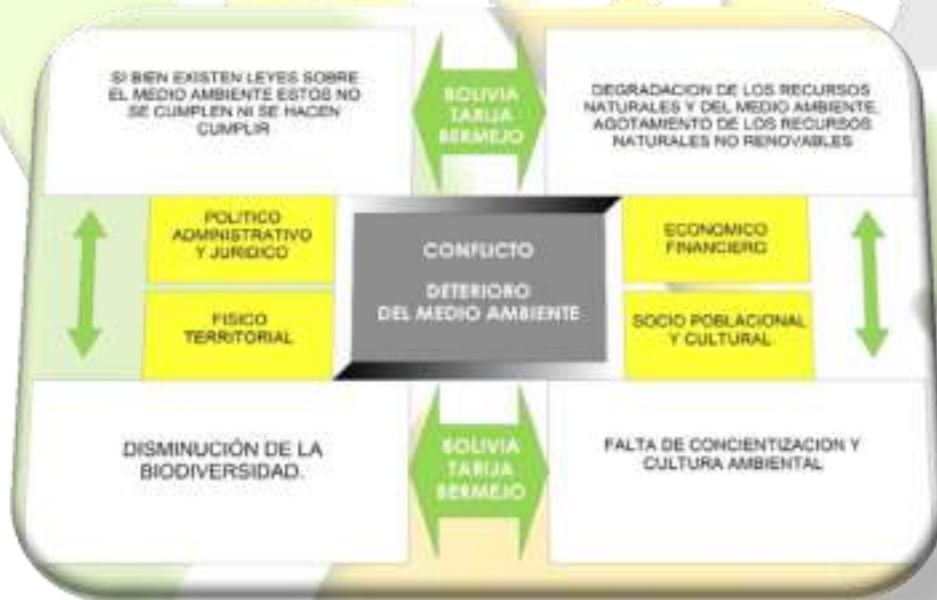 SI BIEN EXISTEN LEYES SOBRE
EL MEDIO AMBIENTE ESTOS NO
SE CUMPLEN NI SE HACEN
CUMPLIR
BOLIVIA
TARIJA
BERMEJO
DEGRADACION DE LOS RECURSOS
NATURALES Y DEL MEDIO AMBIENTE,
AGOTAMIENTO DE LOS RECURSOS
NATURALES NO RENOVABLES
POLITICO
ADMINISTRATIVO
Y JURIDICO
CONFLICTO
DETERIORO
DEL MEDIO AMBIENTE
ECONOMICO
FINANCIERO
FISICO
TERRITORIAL
SOCIO POBLACIONAL
Y CULTURAL
DISMINUCIÓN DE LA
BIODIVERSIDAD.
BOLIVIA
TARIJA
BERMEJO
FALTA DE CONCIENTIZACION Y
CULTURA AMBIENTAL